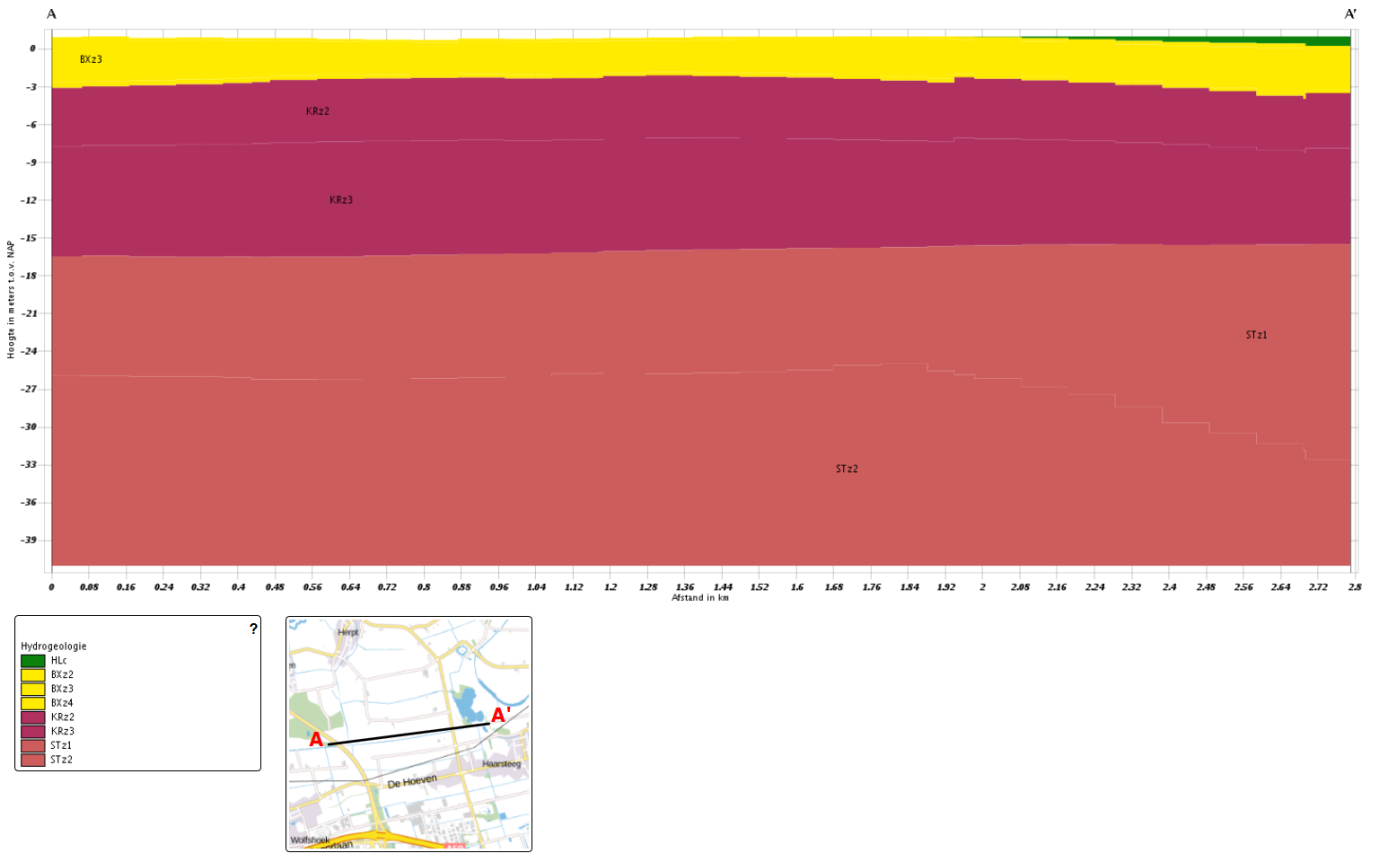 A A'
BXz3
KRz2
KRz3
STz1
STz2
Hoogte in meters t.o.v. NAP
0
-3
-6
-9
-12
-15
-18
-21
-24
-27
-30
-33
-36
-39
0 0.08 0.16 0.24 0.32 0.4 0.48 0.56 0.64 0.72 0.8 0.88 0.96 1.04 1.12 1.2 1.28 1.36 1.44 1.52 1.6 1.68 1.76 1.84 1.92 2 2.08 2.16 2.24 2.32 2.4 2.48 2.56 2.64 2.72 2.8
Afstand in km
?
Hydrogeologie
HLc
BXz2
BXz3
BXz4
KRz2
KRz3
STz1
STz2
Herpt
A A'
Haarsteeg
De Hoeven
Wolfshoek